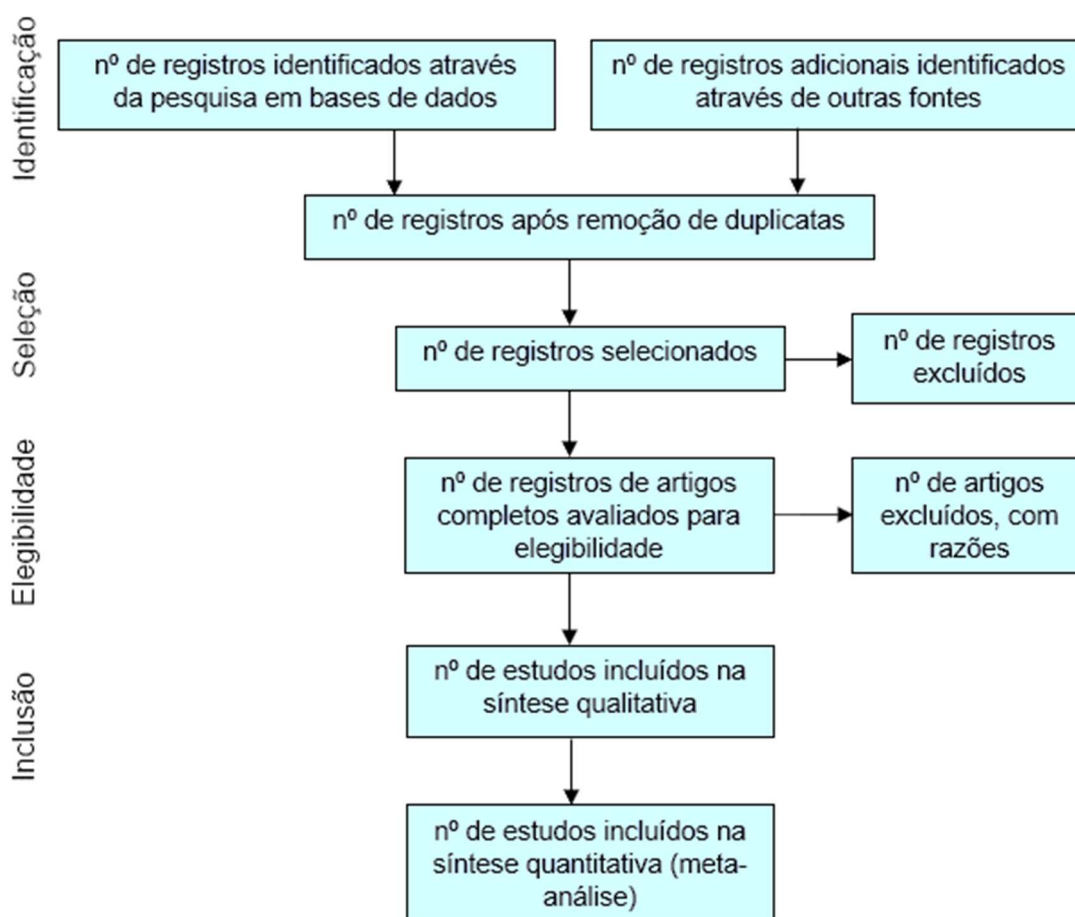 Identificação
nº de registros identificados através
da pesquisa em bases de dados
nº de registros adicionais identificados
através de outras fontes
nº de registros após remoção de duplicatas
Seleção
nº de registros selecionados
nº de registros
excluídos
Elegibilidade
nº de registros de artigos
completos avaliados para
elegibilidade
nº de artigos
excluídos, com
razões
Inclusão
nº de estudos incluídos na
síntese qualitativa
nº de estudos incluídos na
síntese quantitativa (meta-
análise)